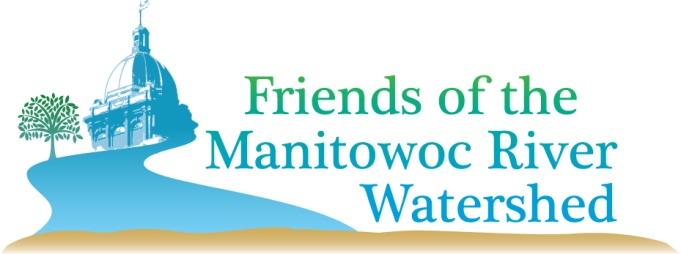 Friends of the
Manitowoc River
Watershed